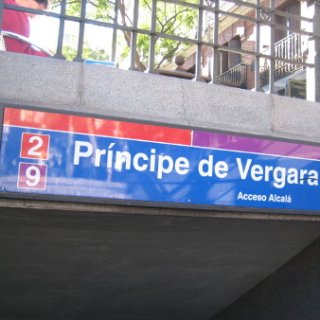 2
9
Príncipe de Vergara
Acceso Alcalá